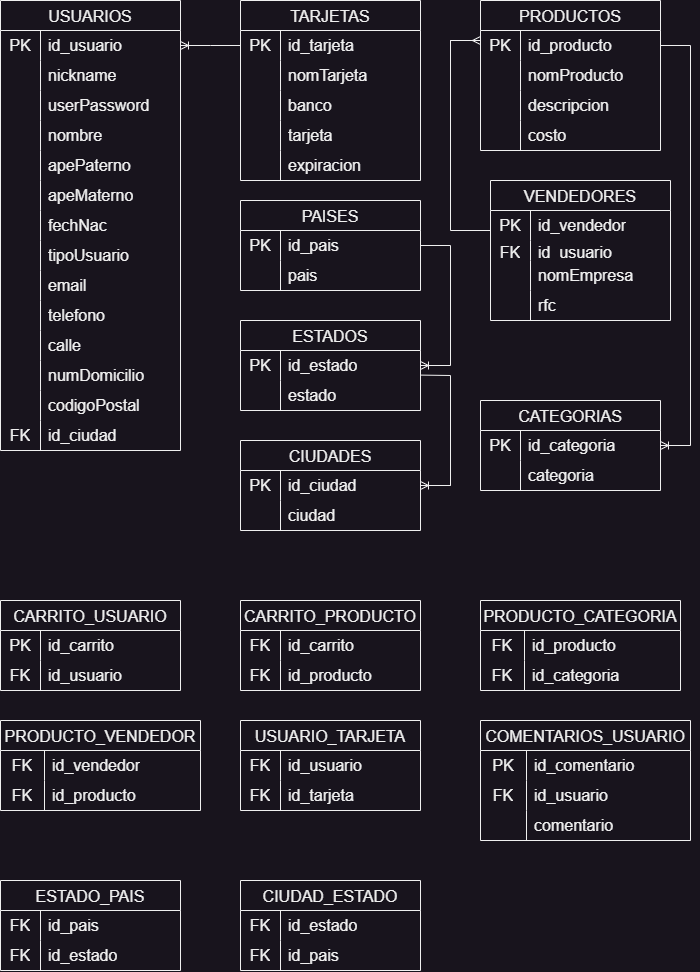 USUARIOS
PK id_usuario
nickname
userPassword
nombre
apePaterno
apeMaterno
fechNac
tipoUsuario
email
telefono
calle
numDomicilio
codigoPostal
FK id_ciudad
TARJETAS
PK id_tarjeta
nomTarjeta
banco
tarjeta
expiracion
PAISES
PK id_pais
pais
ESTADOS
PK id_estado
estado
CIUDADES
PK id_ciudad
ciudad
PRODUCTOS
PK id_producto
nomProducto
descripcion
costo
VENDEDORES
PK id_vendedor
FK id_usuario
nomEmpresa
rfc
CATEGORIAS
PK id_categoria
categoria
CARRITO_USUARIO
PK id_carrito
FK id_usuario
CARRITO_PRODUCTO
FK id_carrito
FK id_producto
PRODUCTO_CATEGORIA
FK id_producto
FK id_categoria
PRODUCTO_VENDEDOR
FK id_vendedor
FK id_producto
USUARIO_TARJETA
FK id_usuario
FK id_tarjeta
COMENTARIOS_USUARIO
PK id_comentario
FK id_usuario
comentario
ESTADO_PAIS
FK id_pais
FK id_estado
CIUDAD_ESTADO
FK id_estado
FK id_pais